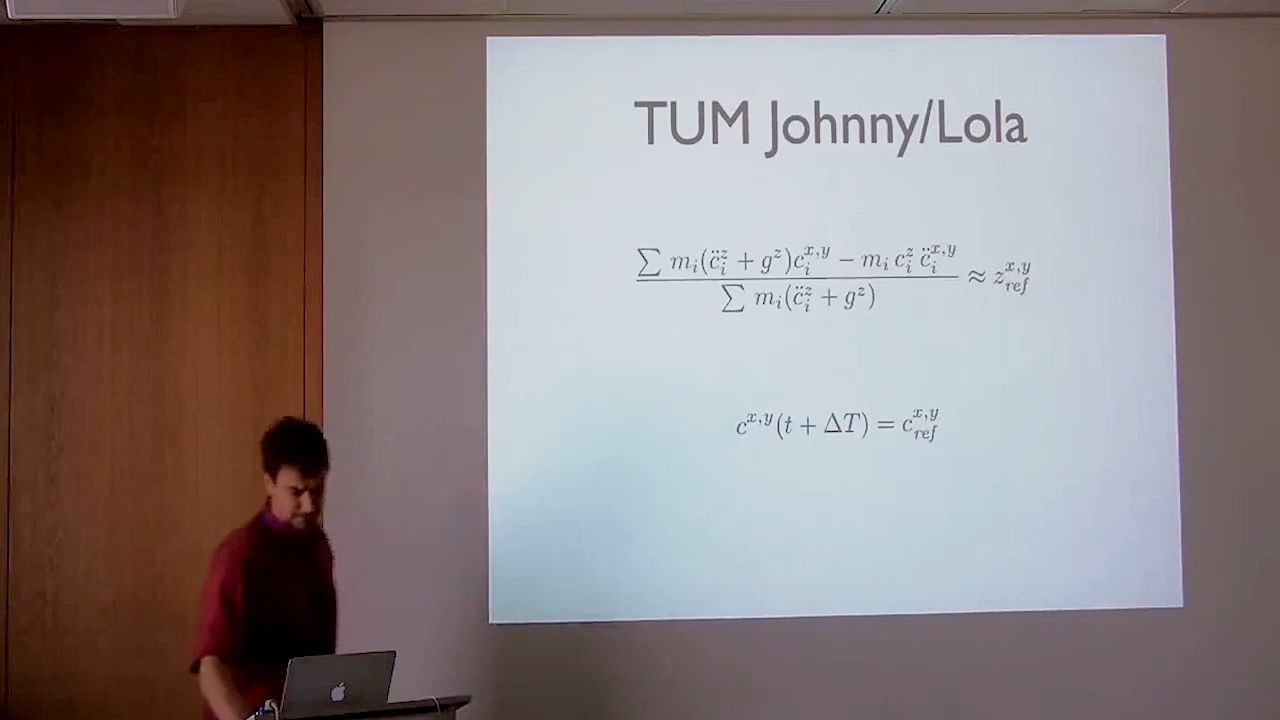 TUM Johnny/Lola
\frac{\sum m_i(\ddot{c}_i^z + g^z)c_i^{x,y} - m_i c_i^z \ddot{c}_i^{x,y}}{\sum m_i(\ddot{c}_i^z + g^z)} \approx z_{ref}^{x,y}
c^{x,y}(t + \Delta T) = c_{ref}^{x,y}